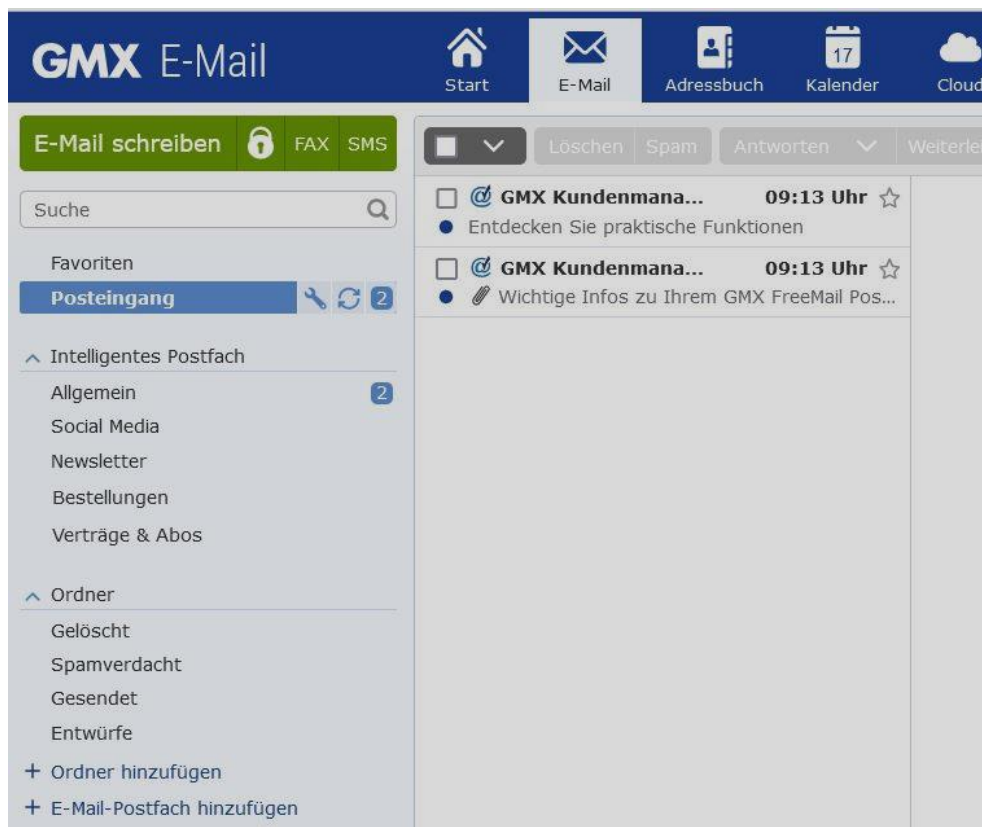 GMX E-Mail
Start
E-Mail
Adressbuch
17
Kalender
Cloud
E-Mail schreiben FAX SMS
Löschen Spam Antworten Weiterlei
Suche
Favoriten
Posteingang 2
Intelligentes Postfach
Allgemein 2
Social Media
Newsletter
Bestellungen
Verträge & Abos
Ordner
Gelöscht
Spamverdacht
Gesendet
Entwürfe
+ Ordner hinzufügen
+ E-Mail-Postfach hinzufügen
GMX Kundenmana... 09:13 Uhr
Entdecken Sie praktische Funktionen
GMX Kundenmana... 09:13 Uhr
Wichtige Infos zu Ihrem GMX FreeMail Pos...